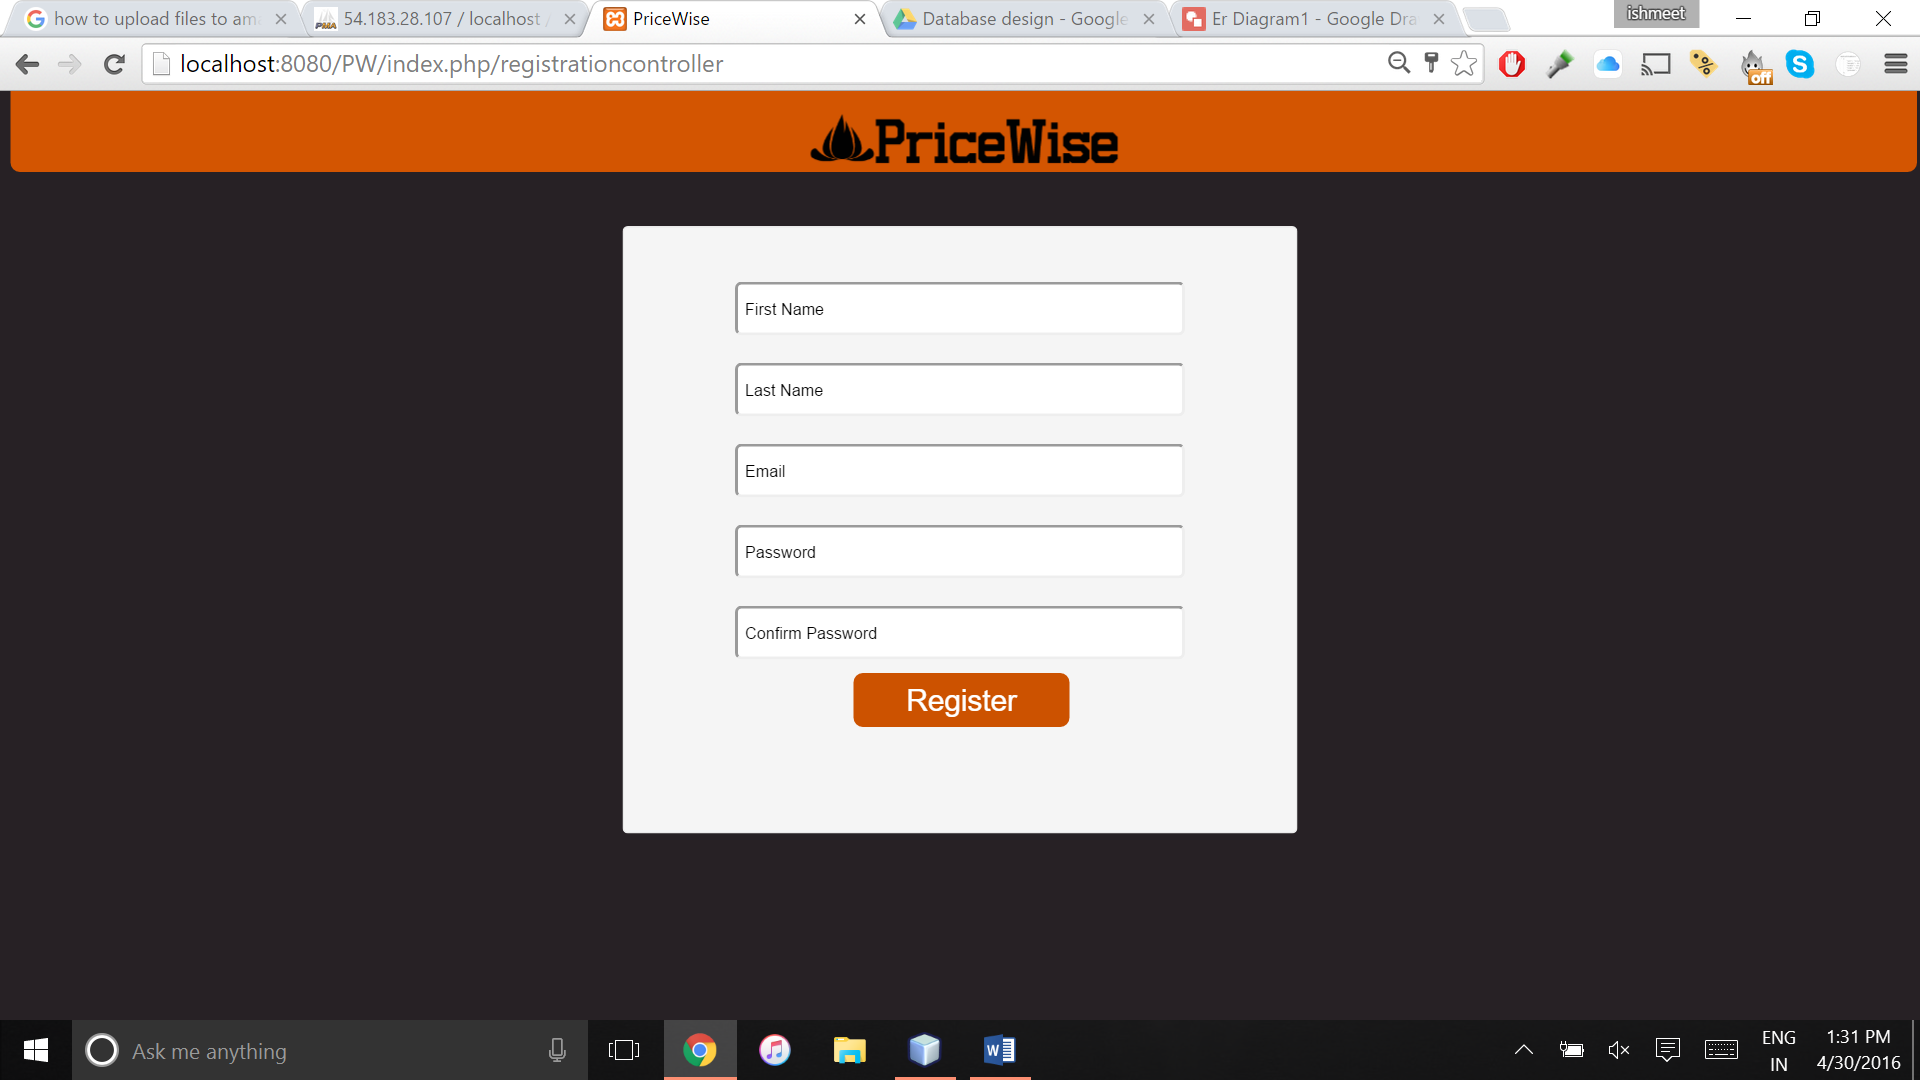 ishmeet
how to upload files to am
54.183.28.107 / localhost /
PriceWise
Database design - Google
Er Diagram1 - Google Dra
localhost:8080/PW/index.php/registrationcontroller
off
PriceWise
First Name
Last Name
Email
Password
Confirm Password
Register
Ask me anything
ENG
IN
1:31 PM
4/30/2016